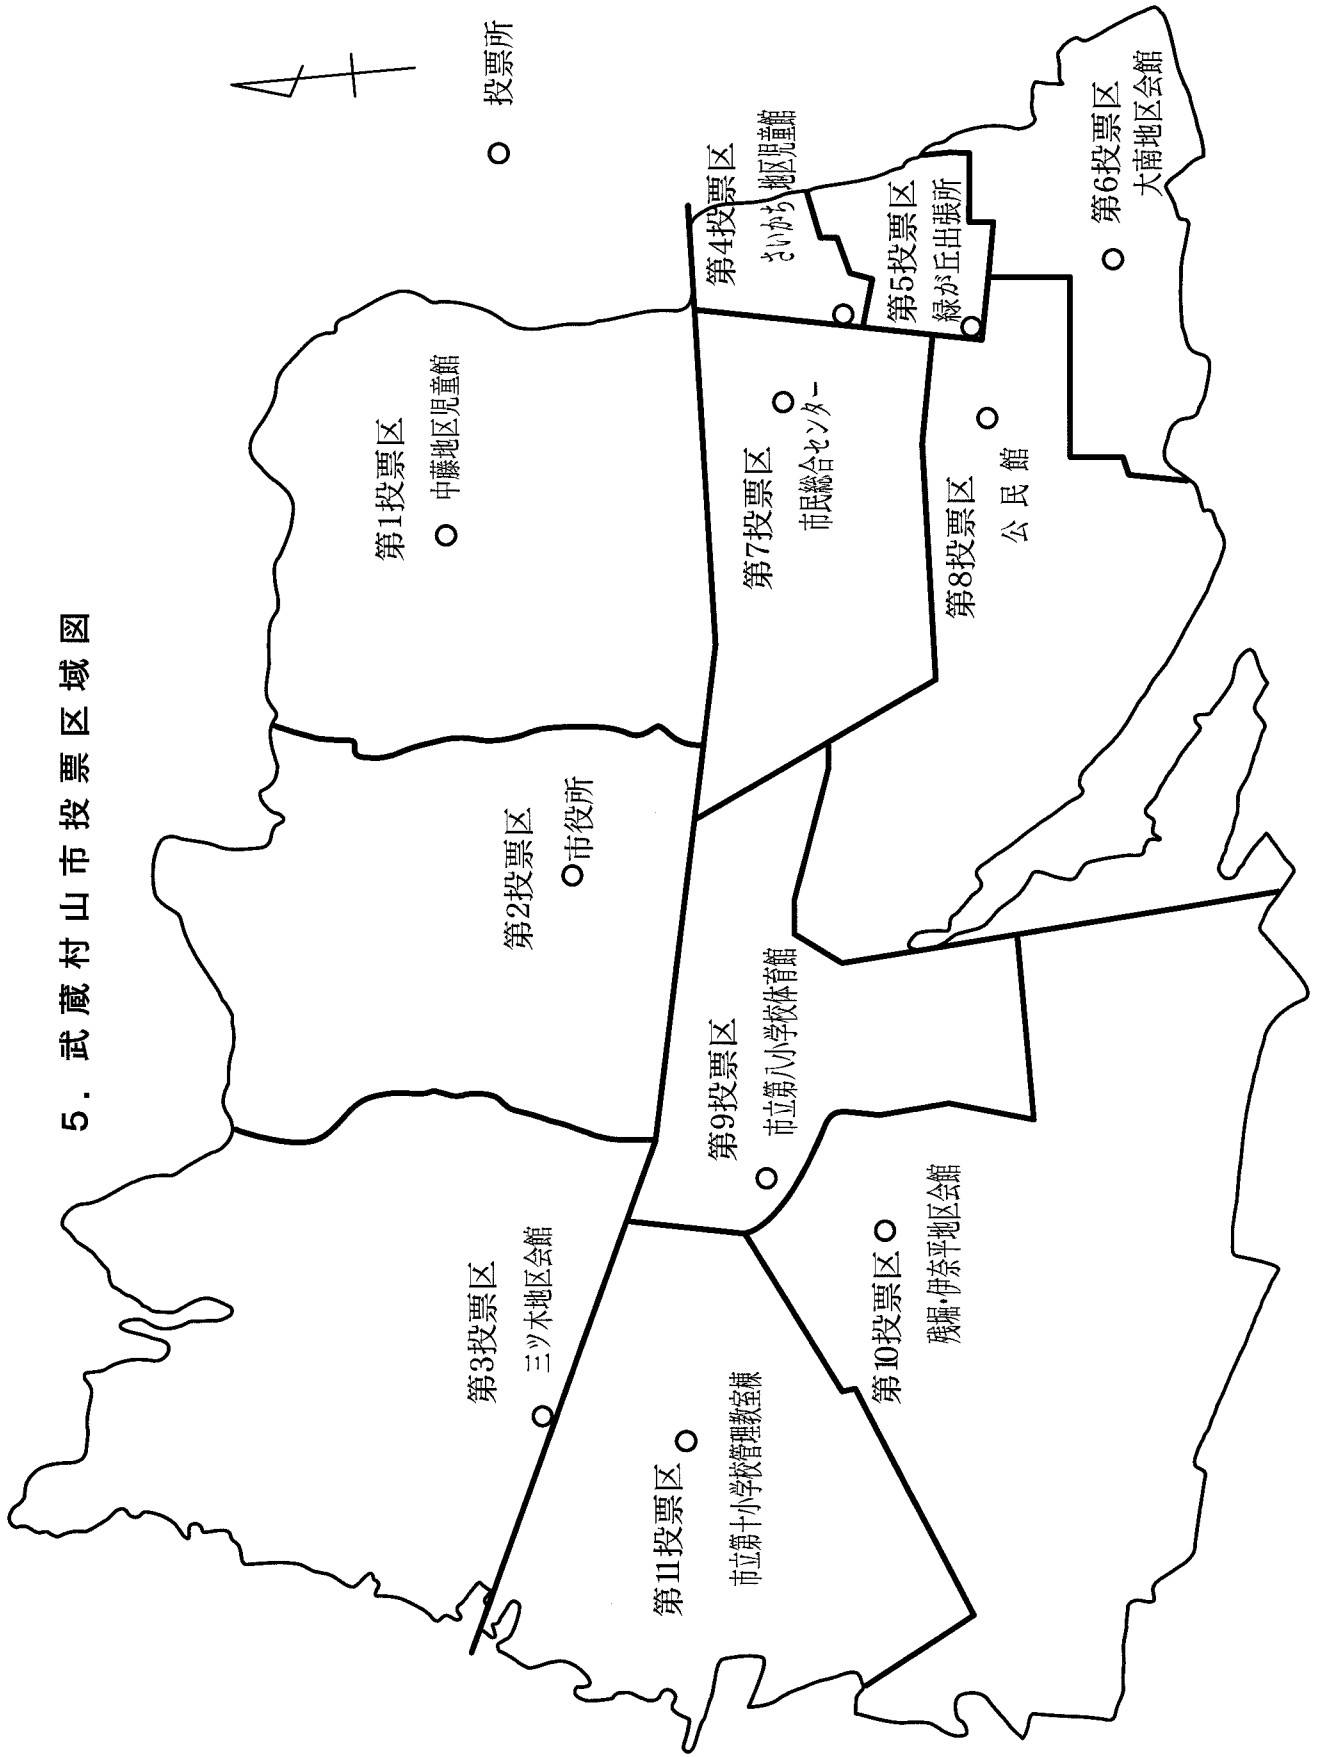 5．武蔵村山市投票区域図
投票所
第1投票区
中藤地区児童館
第2投票区
市役所
第3投票区
三ツ木地区会館
第4投票区
さいかち地区児童館
第5投票区
緑が丘出張所
第6投票区
大南地区会館
第7投票区
市民総合センター
第8投票区
公民館
第9投票区
市立第八小学校体育館
第10投票区
残堀・伊奈平地区会館
第11投票区
市立第十小学校管理教室棟